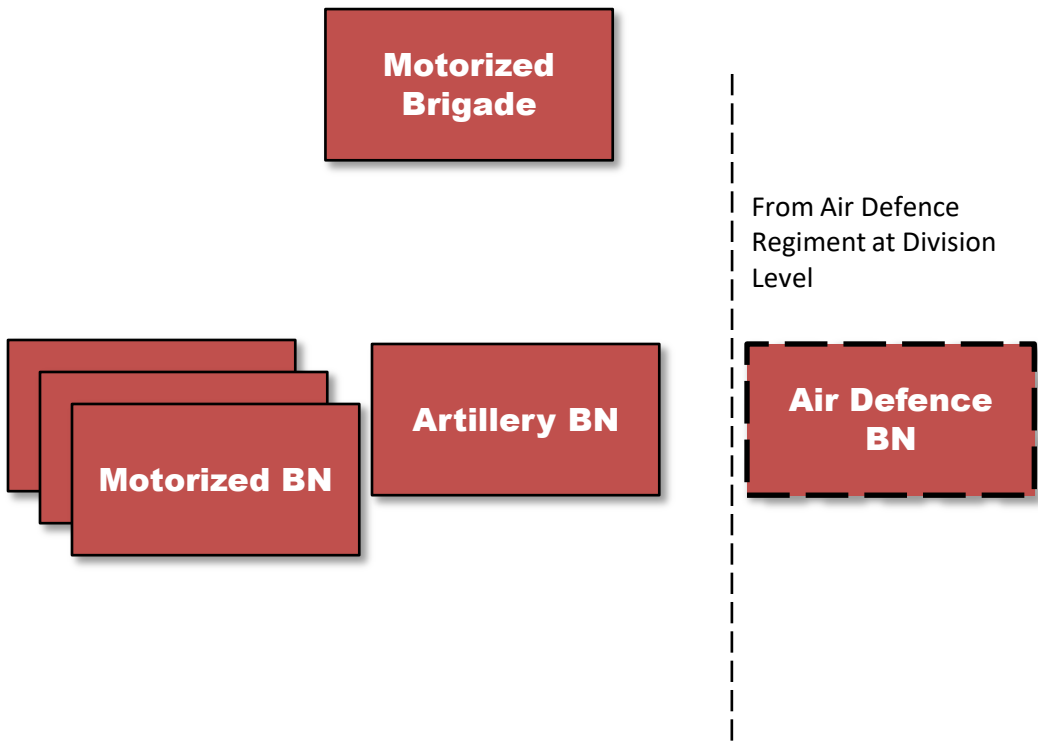 Motorized
Brigade
From Air Defence
Regiment at Division
Level
Motorized BN
Artillery BN
Air Defence
BN